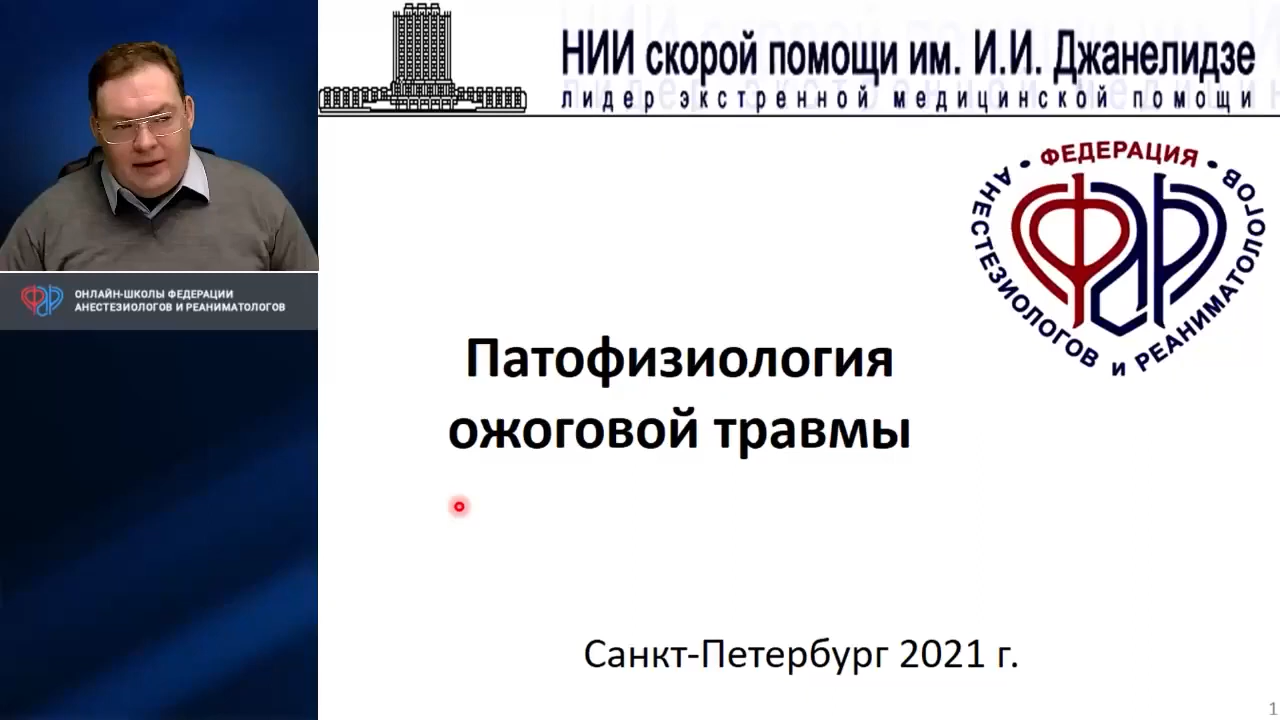 НИИ скорой помощи им. И.И. Джанелидзе
лидер экстренной медицинской помощи
ФЕДЕРАЦИЯ
АНЕСТЕЗИОЛОГОВ И РЕАНИМАТОЛОГОВ
ФАР
ОНЛАЙН-ШКОЛЫ ФЕДЕРАЦИИ
АНЕСТЕЗИОЛОГОВ И РЕАНИМАТОЛОГОВ
Патофизиология
ожоговой травмы
Санкт-Петербург 2021 г.
1